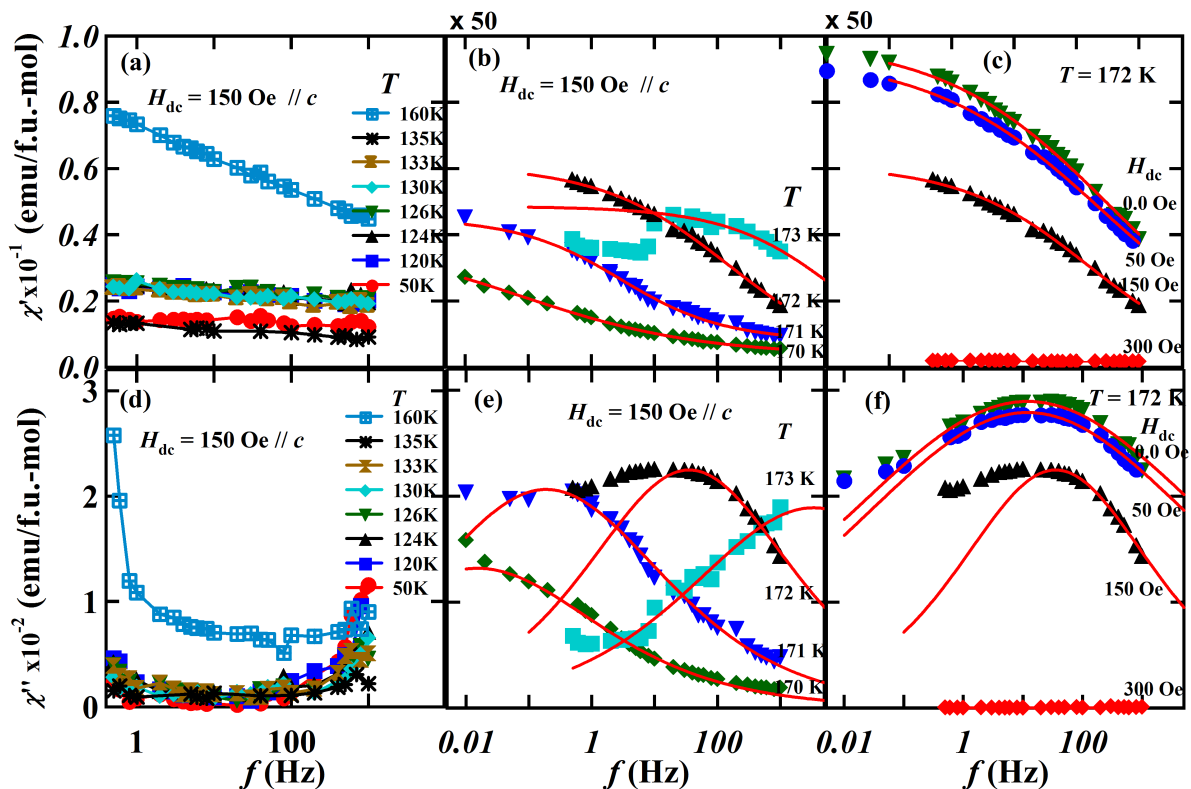 x 50
x 50
1.0
0.8
0.6
0.4
0.2
0.0
χ' x10⁻¹ (emu/f.u.-mol)
(a)
H_dc = 150 Oe // c
T
160K
135K
133K
130K
126K
124K
120K
50K
(b)
H_dc = 150 Oe // c
T
173 K
172 K
171 K
170 K
(c)
T = 172 K
H_dc
0.0 Oe
50 Oe
150 Oe
300 Oe
3
2
1
0
χ'' x10⁻² (emu/f.u.-mol)
(d)
H_dc = 150 Oe // c
T
160K
135K
133K
130K
126K
124K
120K
50K
(e)
H_dc = 150 Oe // c
T
173 K
172 K
171 K
170 K
(f)
T = 172 K
H_dc
0.0 Oe
50 Oe
150 Oe
300 Oe
1
100
0.01
1
100
0.01
1
100
f (Hz)
f (Hz)
f (Hz)